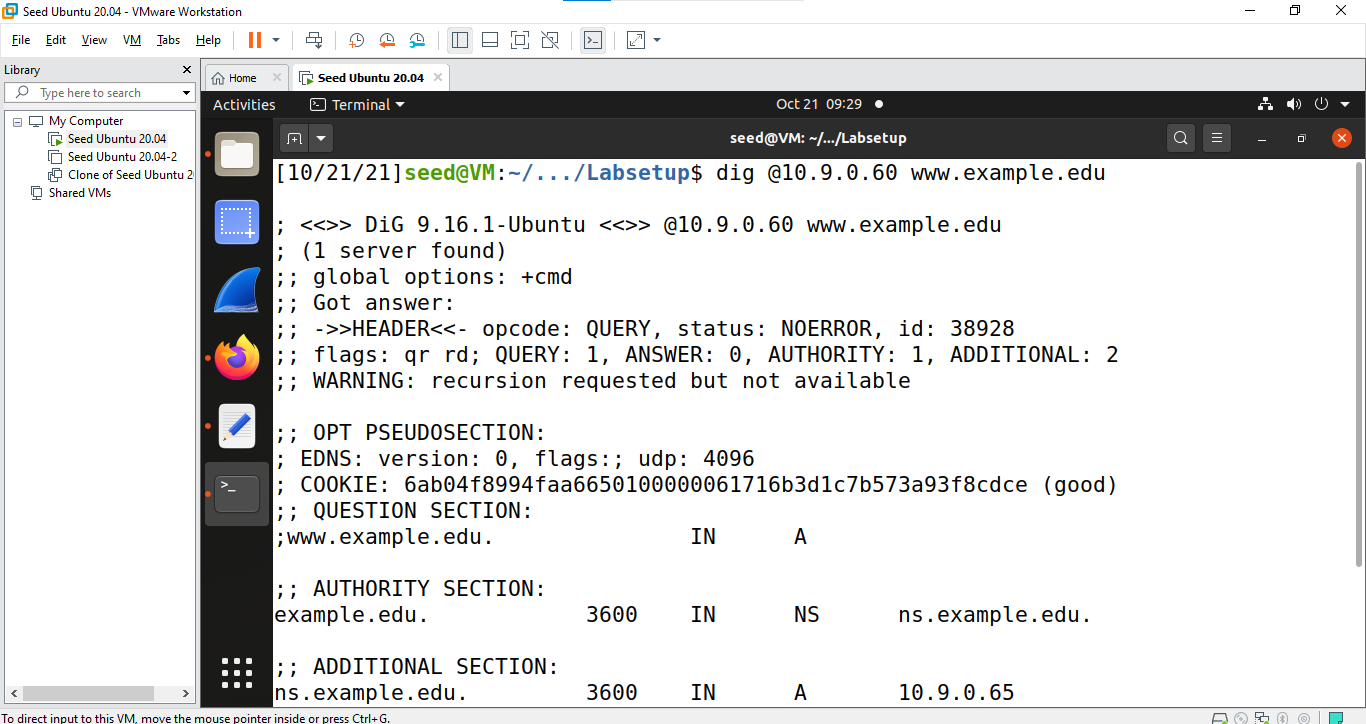 Seed Ubuntu 20.04 - VMware Workstation
File Edit View VM Tabs Help
Library
Home
Seed Ubuntu 20.04
Type here to search
My Computer
Seed Ubuntu 20.04
Seed Ubuntu 20.04-2
Clone of Seed Ubuntu 2
Shared VMs
Activities
Terminal
Oct 21 09:29
seed@VM: ~/.../Labsetup
[10/21/21]seed@VM:~/.../Labsetup$ dig @10.9.0.60 www.example.edu
; <<>> DiG 9.16.1-Ubuntu <<>> @10.9.0.60 www.example.edu
; (1 server found)
;; global options: +cmd
;; Got answer:
;; ->>HEADER<<- opcode: QUERY, status: NOERROR, id: 38928
;; flags: qr rd; QUERY: 1, ANSWER: 0, AUTHORITY: 1, ADDITIONAL: 2
;; WARNING: recursion requested but not available
;; OPT PSEUDOSECTION:
; EDNS: version: 0, flags:; udp: 4096
; COOKIE: 6ab04f8994faa6650100000061716b3d1c7b573a93f8cdce (good)
;; QUESTION SECTION:
;www.example.edu. IN A
;; AUTHORITY SECTION:
example.edu. 3600 IN NS ns.example.edu.
;; ADDITIONAL SECTION:
ns.example.edu. 3600 IN A 10.9.0.65
To direct input to this VM, move the mouse pointer inside or press Ctrl+G.